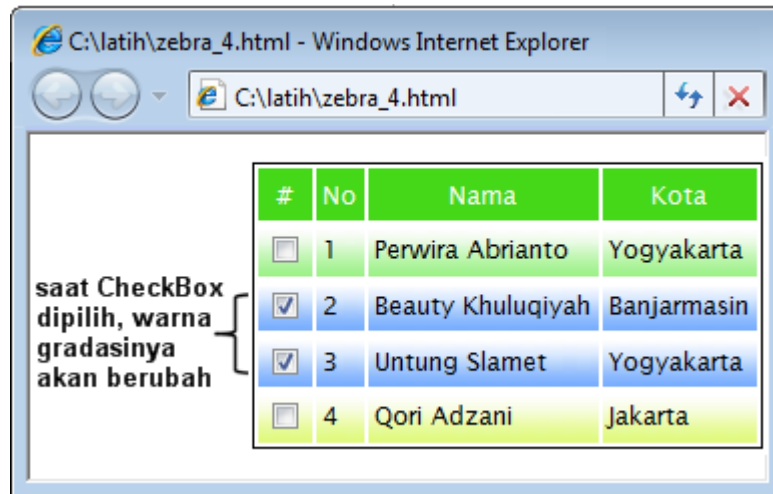 C:\latih\zebra_4.html - Windows Internet Explorer
C:\latih\zebra_4.html
# No Nama Kota
1 Perwira Abrianto Yogyakarta
2 Beauty Khuluqiyah Banjarmasin
3 Untung Slamet Yogyakarta
4 Qori Adzani Jakarta
saat CheckBox
dipilih, warna
gradasinya
akan berubah